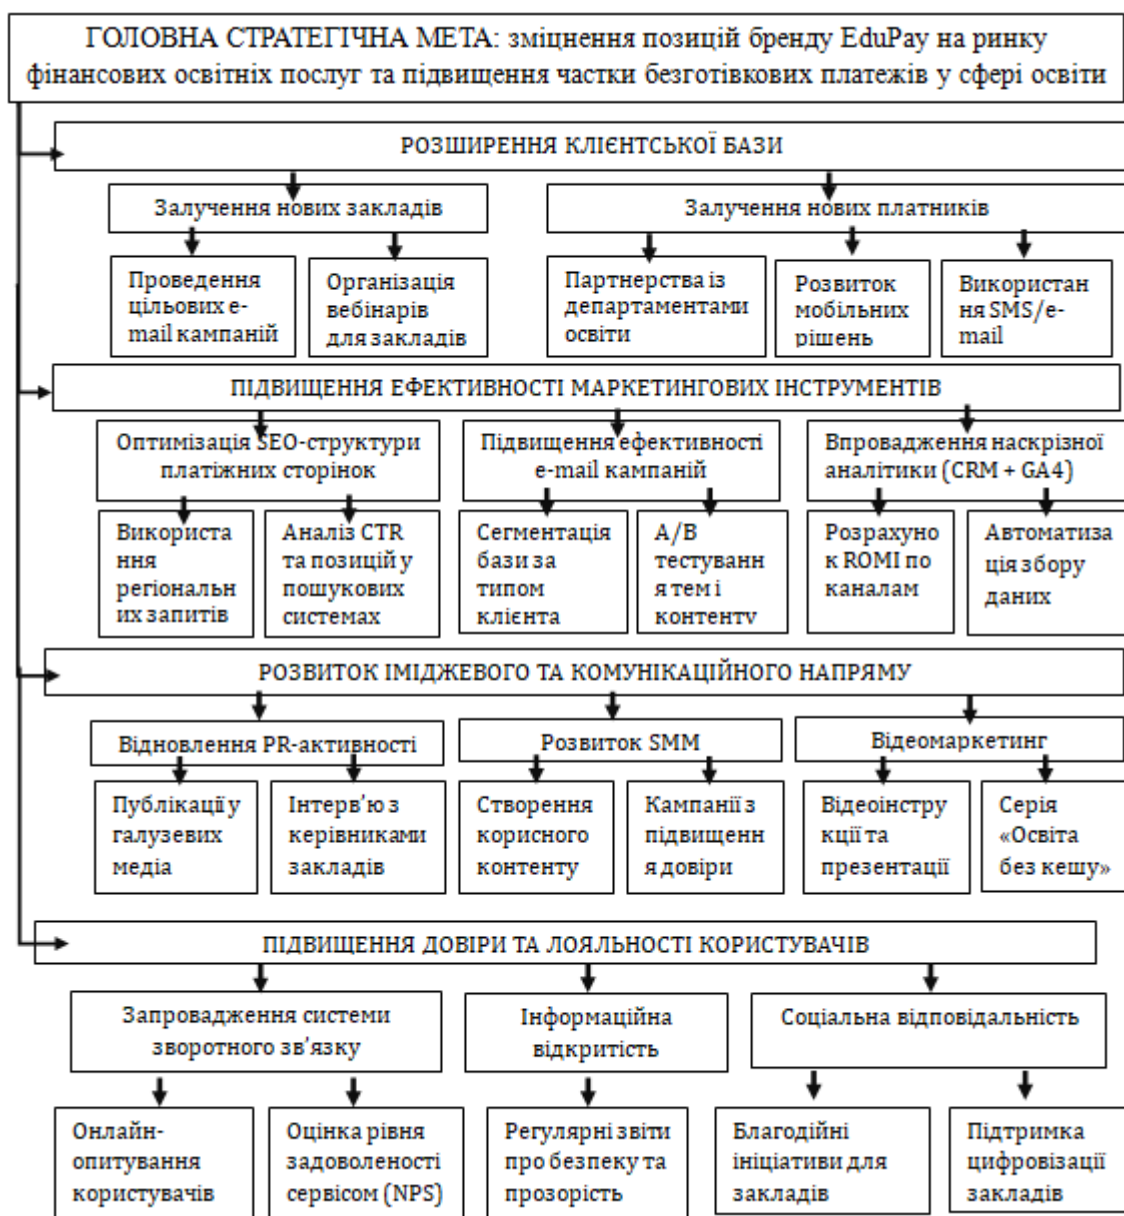 ГОЛОВНА СТРАТЕГІЧНА МЕТА: зміцнення позицій бренду EduPay на ринку
фінансових освітніх послуг та підвищення частки безготівкових платежів у сфері освіти
РОЗШИРЕННЯ КЛІЄНТСЬКОЇ БАЗИ
Залучення нових закладів
Залучення нових платників
Проведення
цільових e-
mail кампаній
Організація
вебінарів
для закладів
Партнерства із
департаментами
освіти
Розвиток
мобільних
рішень
Використан
ня SMS/e-
mail
ПІДВИЩЕННЯ ЕФЕКТИВНОСТІ МАРКЕТИНГОВИХ ІНСТРУМЕНТІВ
Оптимізація SEO-структури
платіжних сторінок
Підвищення ефективності
e-mail кампаній
Впровадження наскрізної
аналітики (CRM + GA4)
Використа
ння
регіональн
их запитів
Аналіз CTR
та позицій у
пошукових
системах
Сегментація
бази за
типом
клієнта
A/B
тестуванн
я тем і
контенту
Розрахуно
к ROMI по
каналам
Автоматиза
ція збору
даних
РОЗВИТОК ІМІДЖЕВОГО ТА КОМУНІКАЦІЙНОГО НАПРЯМУ
Відновлення PR-активності
Розвиток SMM
Відеомаркетинг
Публікації у
галузевих
медіа
Інтерв’ю з
керівниками
закладів
Створення
корисного
контенту
Кампанії з
підвищенн
я довіри
Відеоінстру
кції та
презентації
Серія
«Освіта
без кешу»
ПІДВИЩЕННЯ ДОВІРИ ТА ЛОЯЛЬНОСТІ КОРИСТУВАЧІВ
Запровадження системи
зворотного зв’язку
Інформаційна
відкритість
Соціальна відповідальність
Онлайн-
опитування
користувачів
Оцінка рівня
задоволеності
сервісом (NPS)
Регулярні звіти
про безпеку та
прозорість
Благодійні
ініціативи для
закладів
Підтримка
цифровізації
закладів